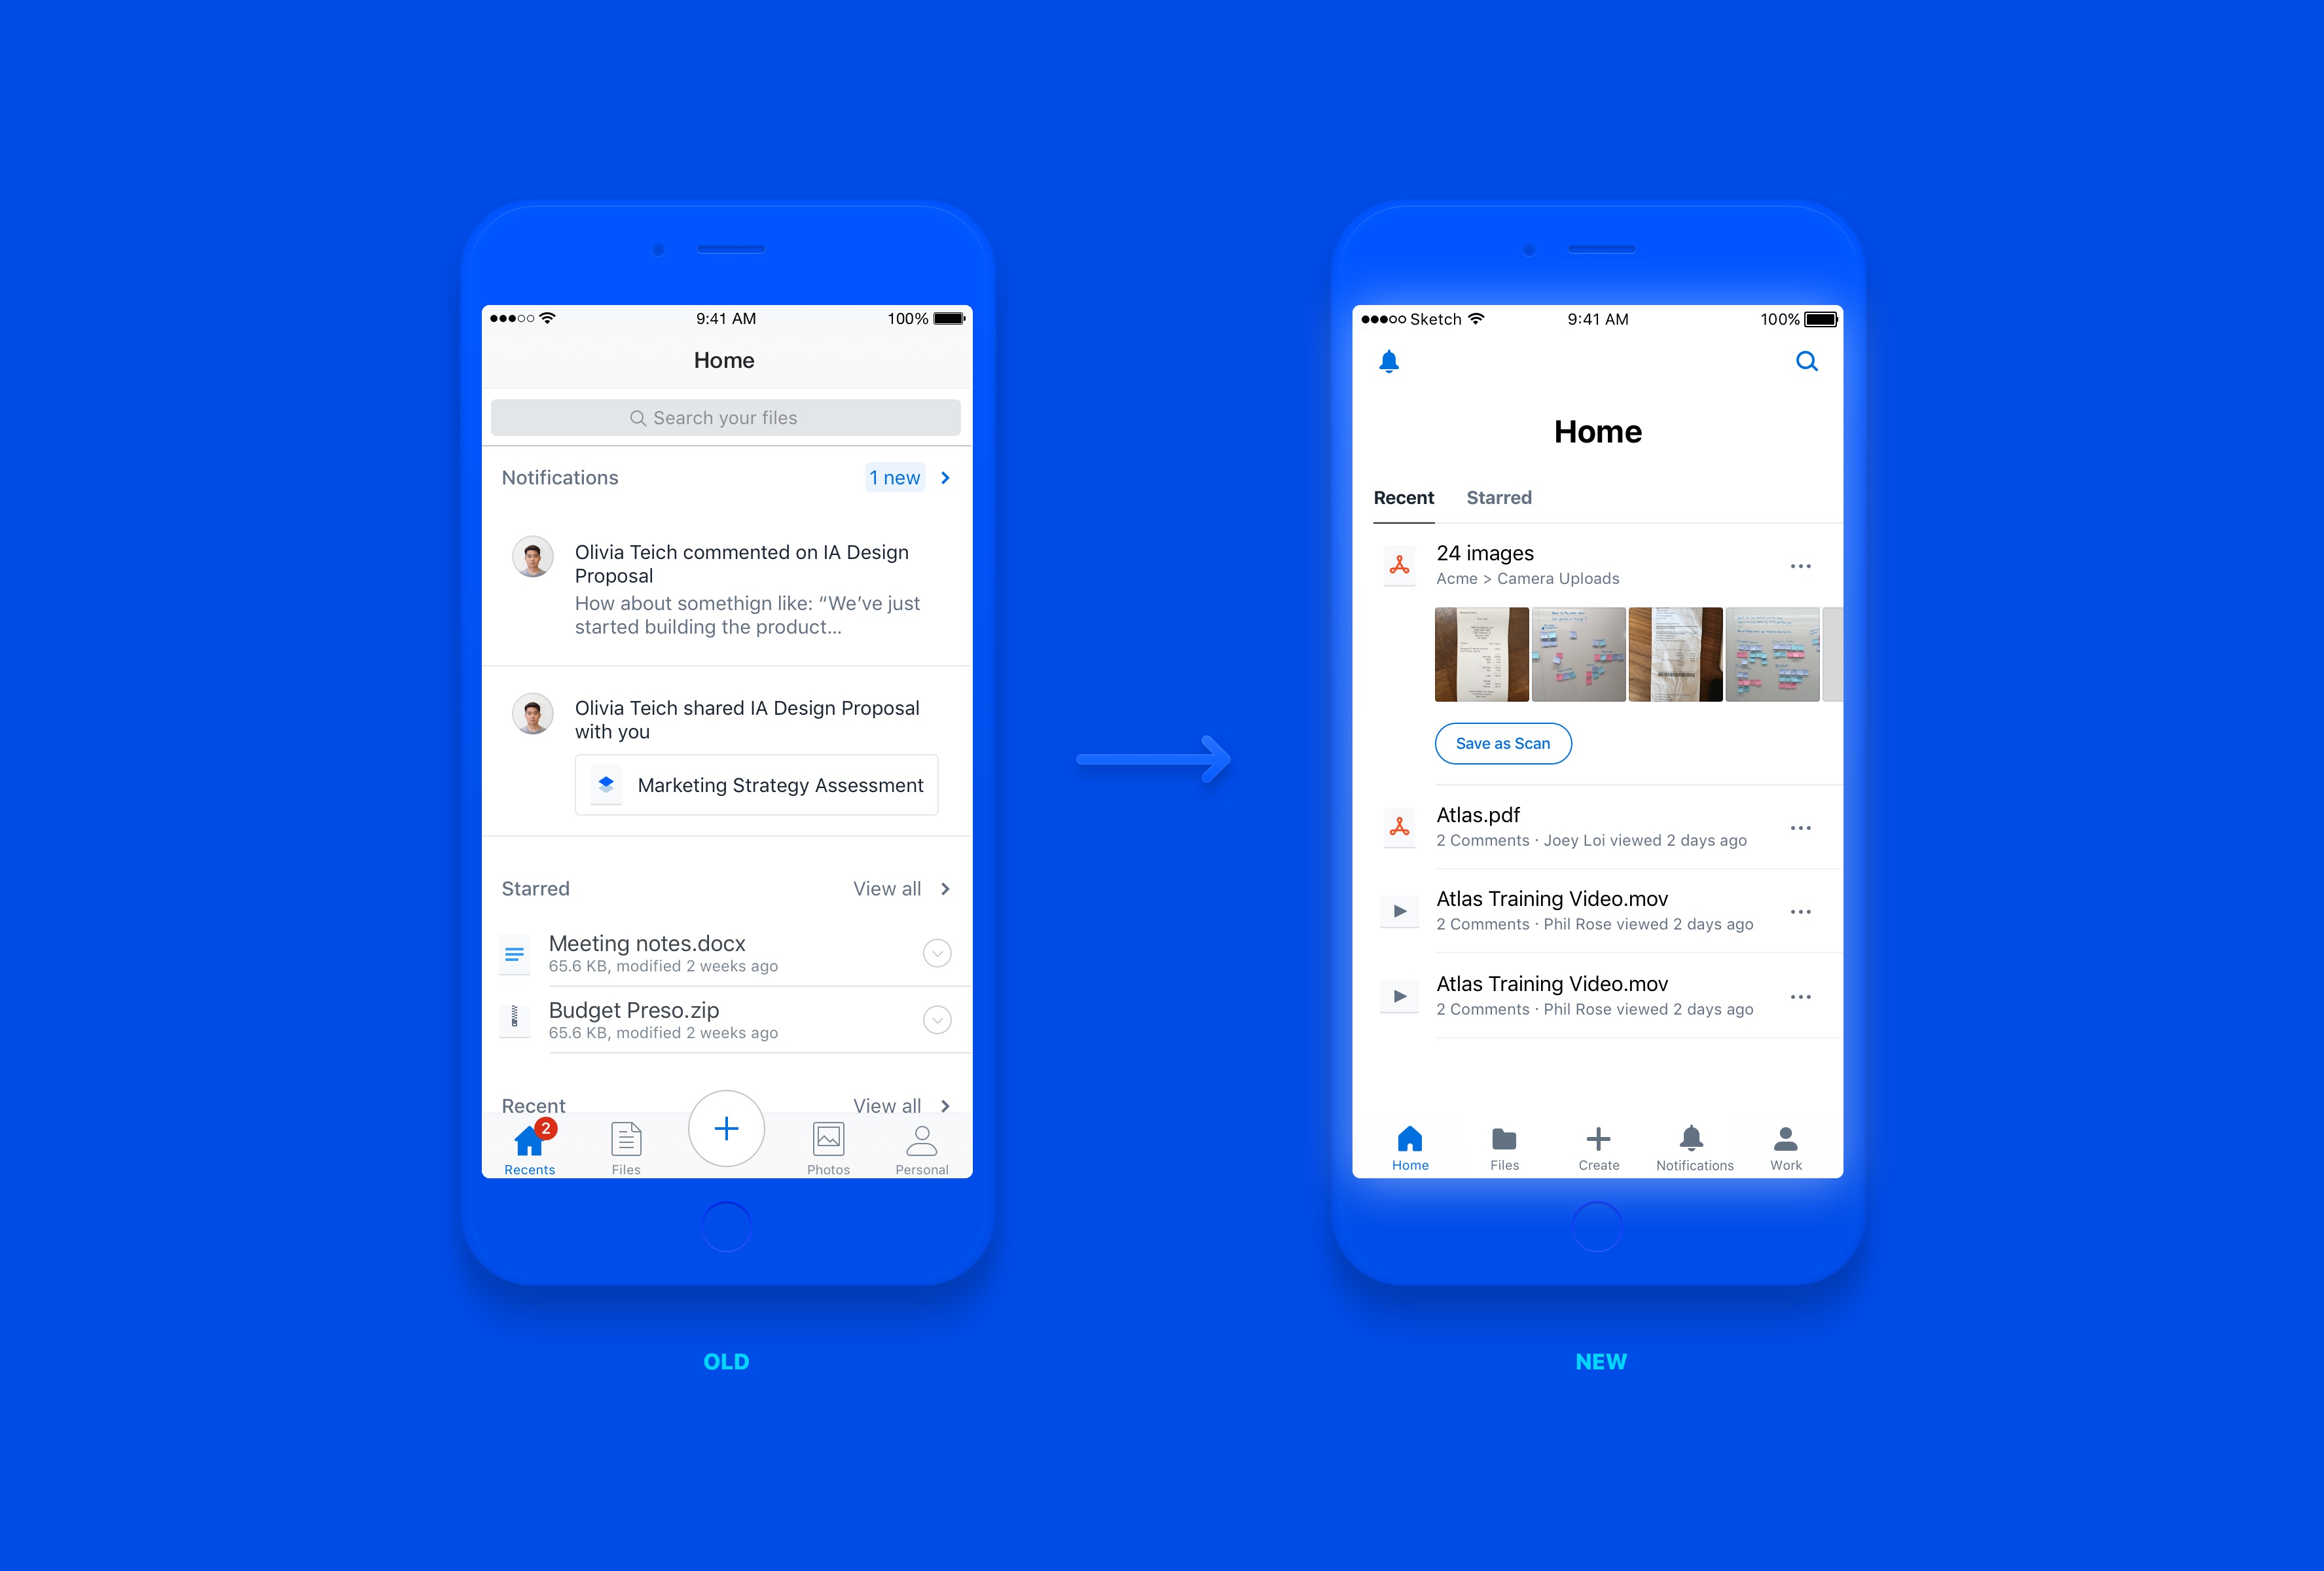 9:41 AM
100%
Home
Search your files
Notifications
1 new
Olivia Teich commented on IA Design
Proposal
How about somethign like: “We’ve just
started building the product...
Olivia Teich shared IA Design Proposal
with you
Marketing Strategy Assessment
Starred
View all
Meeting notes.docx
65.6 KB, modified 2 weeks ago
Budget Preso.zip
65.6 KB, modified 2 weeks ago
Recent
View all
2
Recents
Files
Photos
Personal
OLD
Sketch
9:41 AM
100%
Home
Recent
Starred
24 images
Acme > Camera Uploads
Save as Scan
Atlas.pdf
2 Comments · Joey Loi viewed 2 days ago
Atlas Training Video.mov
2 Comments · Phil Rose viewed 2 days ago
Atlas Training Video.mov
2 Comments · Phil Rose viewed 2 days ago
Home
Files
Create
Notifications
Work
NEW